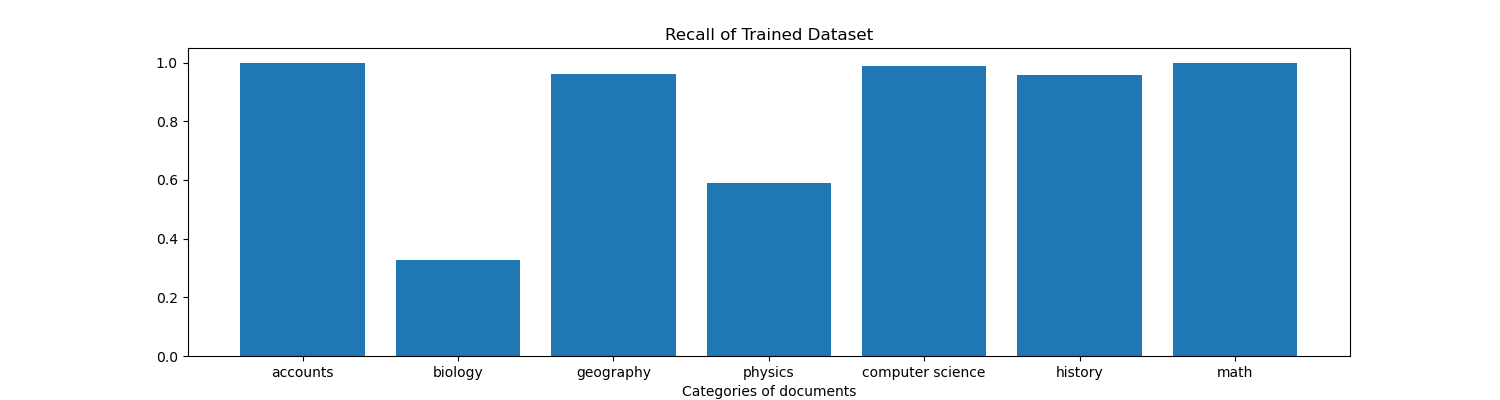 Recall of Trained Dataset
1.0
0.8
0.6
0.4
0.2
0.0
accounts biology geography physics computer science history math
Categories of documents